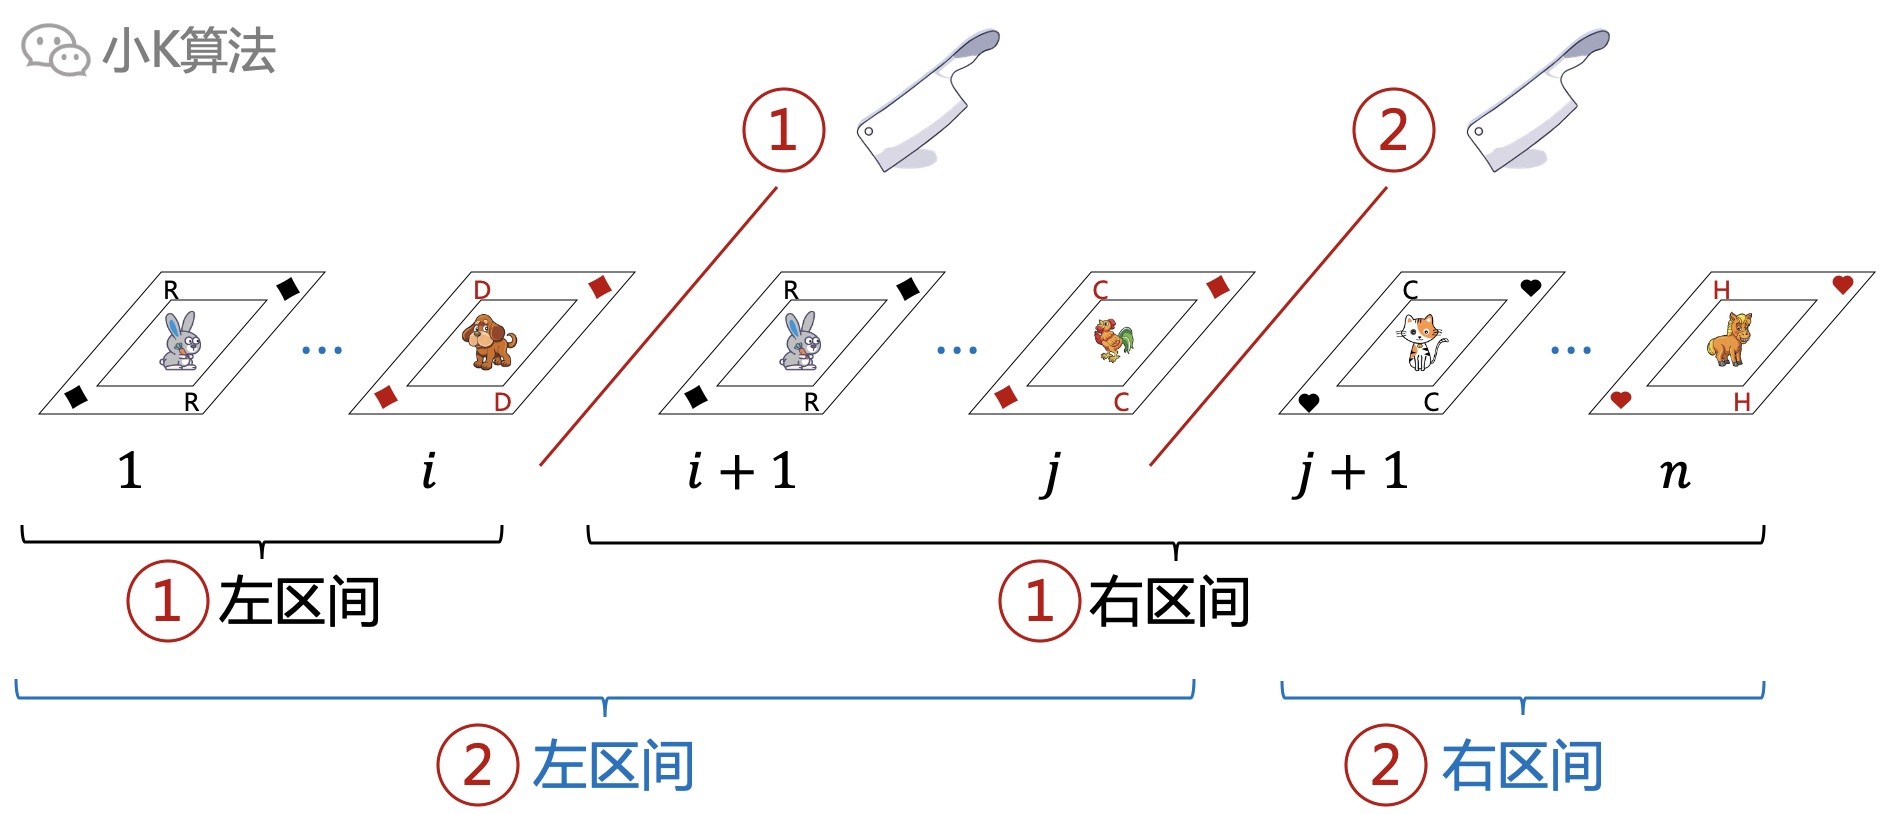 小K算法
① ②
R D R C C H
R D R C C H
1 i i + 1 j j + 1 n
① 左区间 ① 右区间
② 左区间 ② 右区间